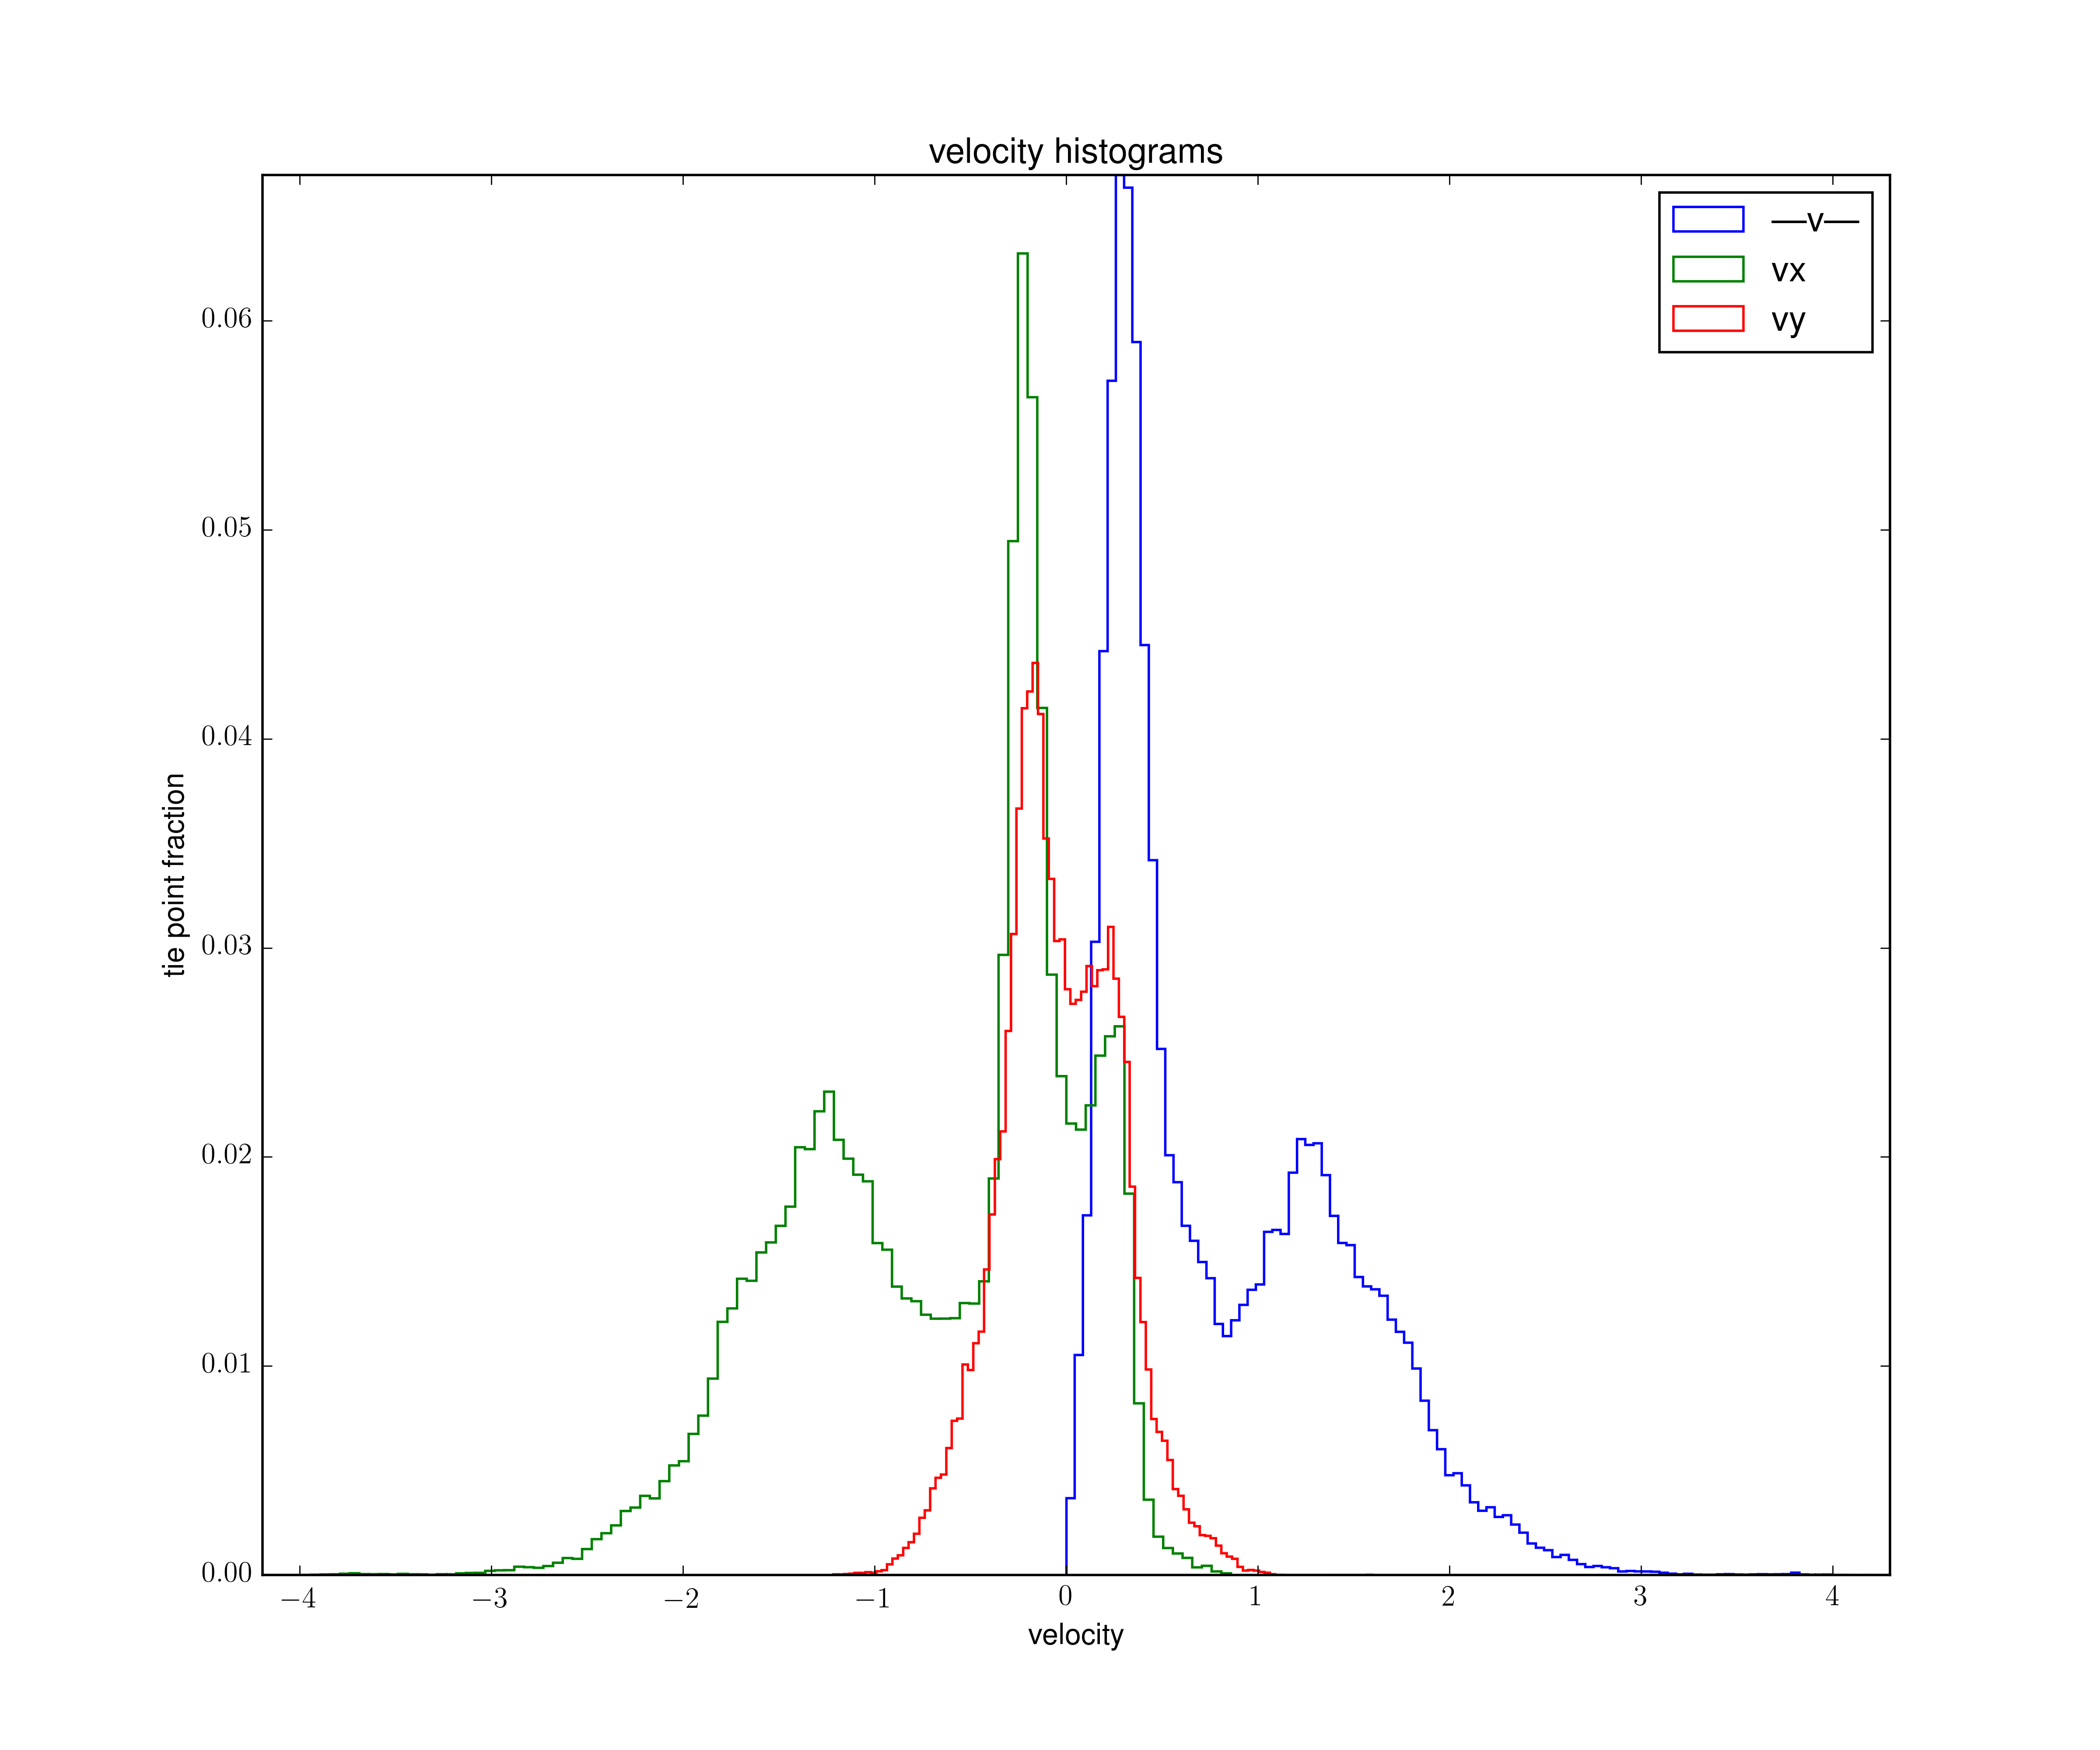 velocity histograms
—v—
vx
vy
0.06
0.05
0.04
0.03
0.02
0.01
0.00
tie point fraction
−4 −3 −2 −1 0 1 2 3 4
velocity